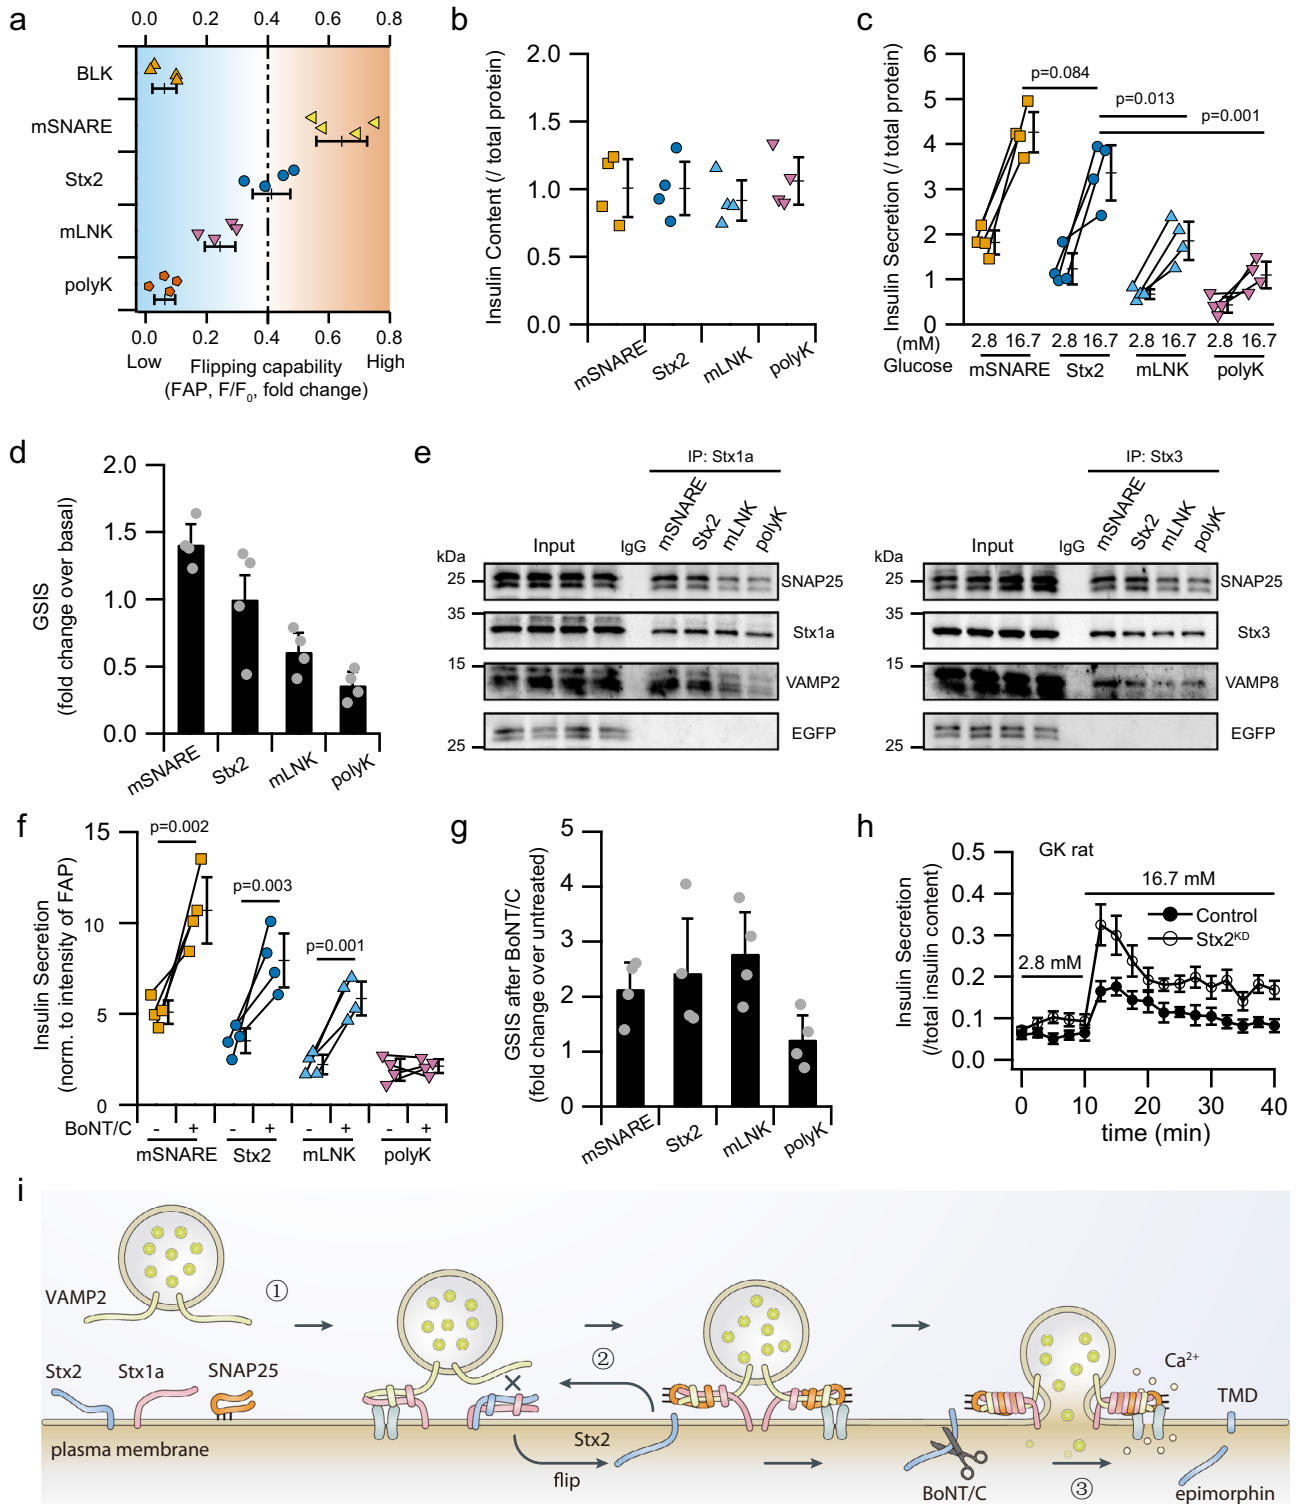 a
0.0 0.2 0.4 0.6 0.8
BLK
mSNARE
Stx2
mLNK
polyK
0.0 0.2 0.4 0.6 0.8
Low Flipping capability High
(FAP, F/F0, fold change)
b
Insulin Content (/ total protein)
2.0
1.5
1.0
0.5
0.0
mSNARE Stx2 mLNK polyK
c
Insulin Secretion (/ total protein)
6
5
4
3
2
1
0
p=0.084
p=0.013
p=0.001
(mM) 2.8 16.7 2.8 16.7 2.8 16.7 2.8 16.7
Glucose mSNARE Stx2 mLNK polyK
d
GSIS
(fold change over basal)
2.0
1.5
1.0
0.5
0.0
mSNARE Stx2 mLNK polyK
e
IP: Stx1a
kDa Input IgG mSNARE Stx2 mLNK polyK
25 SNAP25
35 Stx1a
15 VAMP2
25 EGFP
IP: Stx3
kDa Input IgG mSNARE Stx2 mLNK polyK
25 SNAP25
35 Stx3
15 VAMP8
25 EGFP
f
Insulin Secretion
(norm. to intensity of FAP)
15
10
5
0
p=0.002
p=0.003
p=0.001
BoNT/C - + - + - + - +
mSNARE Stx2 mLNK polyK
g
GSIS after BoNT/C
(fold change over untreated)
5
4
3
2
1
0
mSNARE Stx2 mLNK polyK
h
Insulin Secretion
(/total insulin content)
0.5
0.4
0.3
0.2
0.1
0.0
GK rat
16.7 mM
Control
Stx2KD
2.8 mM
0 10 20 30 40
time (min)
i
VAMP2
①
Stx2 Stx1a SNAP25
plasma membrane
②
Stx2
flip
Ca2+
TMD
BoNT/C
③
epimorphin